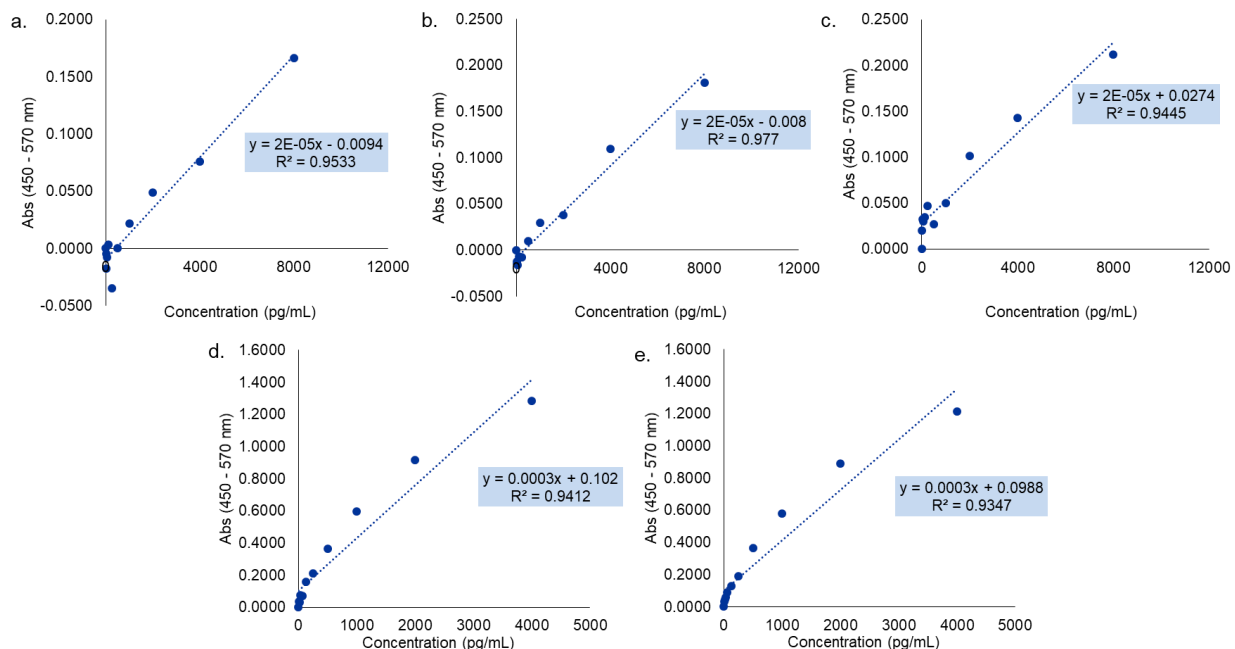 a.
0.2000
0.1500
0.1000
0.0500
0.0000
-0.0500
Abs (450 - 570 nm)
y = 2E-05x - 0.0094
R² = 0.9533
0 4000 8000 12000
Concentration (pg/mL)
b.
0.2500
0.2000
0.1500
0.1000
0.0500
0.0000
-0.0500
Abs (450 - 570 nm)
y = 2E-05x - 0.008
R² = 0.977
0 4000 8000 12000
Concentration (pg/mL)
c.
0.2500
0.2000
0.1500
0.1000
0.0500
0.0000
Abs (450 - 570 nm)
y = 2E-05x + 0.0274
R² = 0.9445
0 4000 8000 12000
Concentration (pg/mL)
d.
1.6000
1.4000
1.2000
1.0000
0.8000
0.6000
0.4000
0.2000
0.0000
Abs (450 - 570 nm)
y = 0.0003x + 0.102
R² = 0.9412
0 1000 2000 3000 4000 5000
Concentration (pg/mL)
e.
1.6000
1.4000
1.2000
1.0000
0.8000
0.6000
0.4000
0.2000
0.0000
Abs (450 - 570 nm)
y = 0.0003x + 0.0988
R² = 0.9347
0 1000 2000 3000 4000 5000
Concentration (pg/mL)